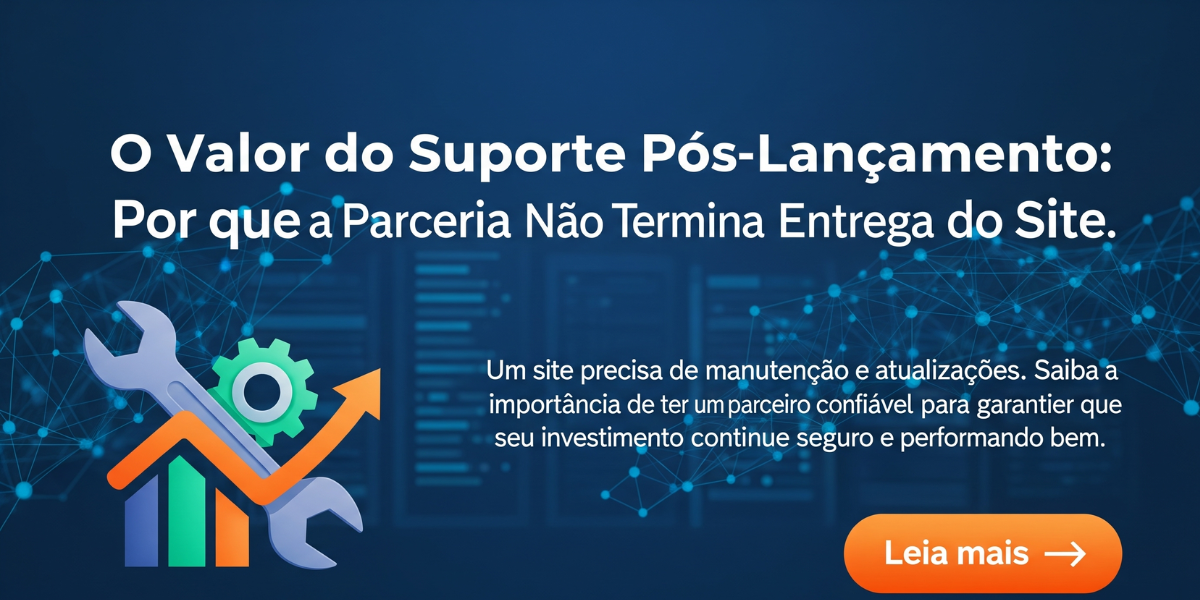 O Valor do Suporte Pós-Lançamento:
Por que a Parceria Não Termina Entrega do Site.
Um site precisa de manutenção e atualizações. Saiba a
importância de ter um parceiro confiável para garantier que
seu investimento continue seguro e performando bem.
Leia mais →